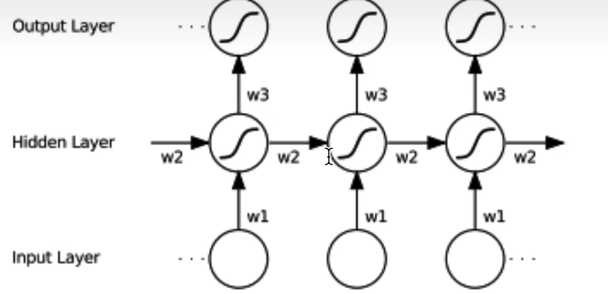 Output Layer
w3 w3 w3
Hidden Layer
w2 w2 w2 w2
w1 w1 w1
Input Layer